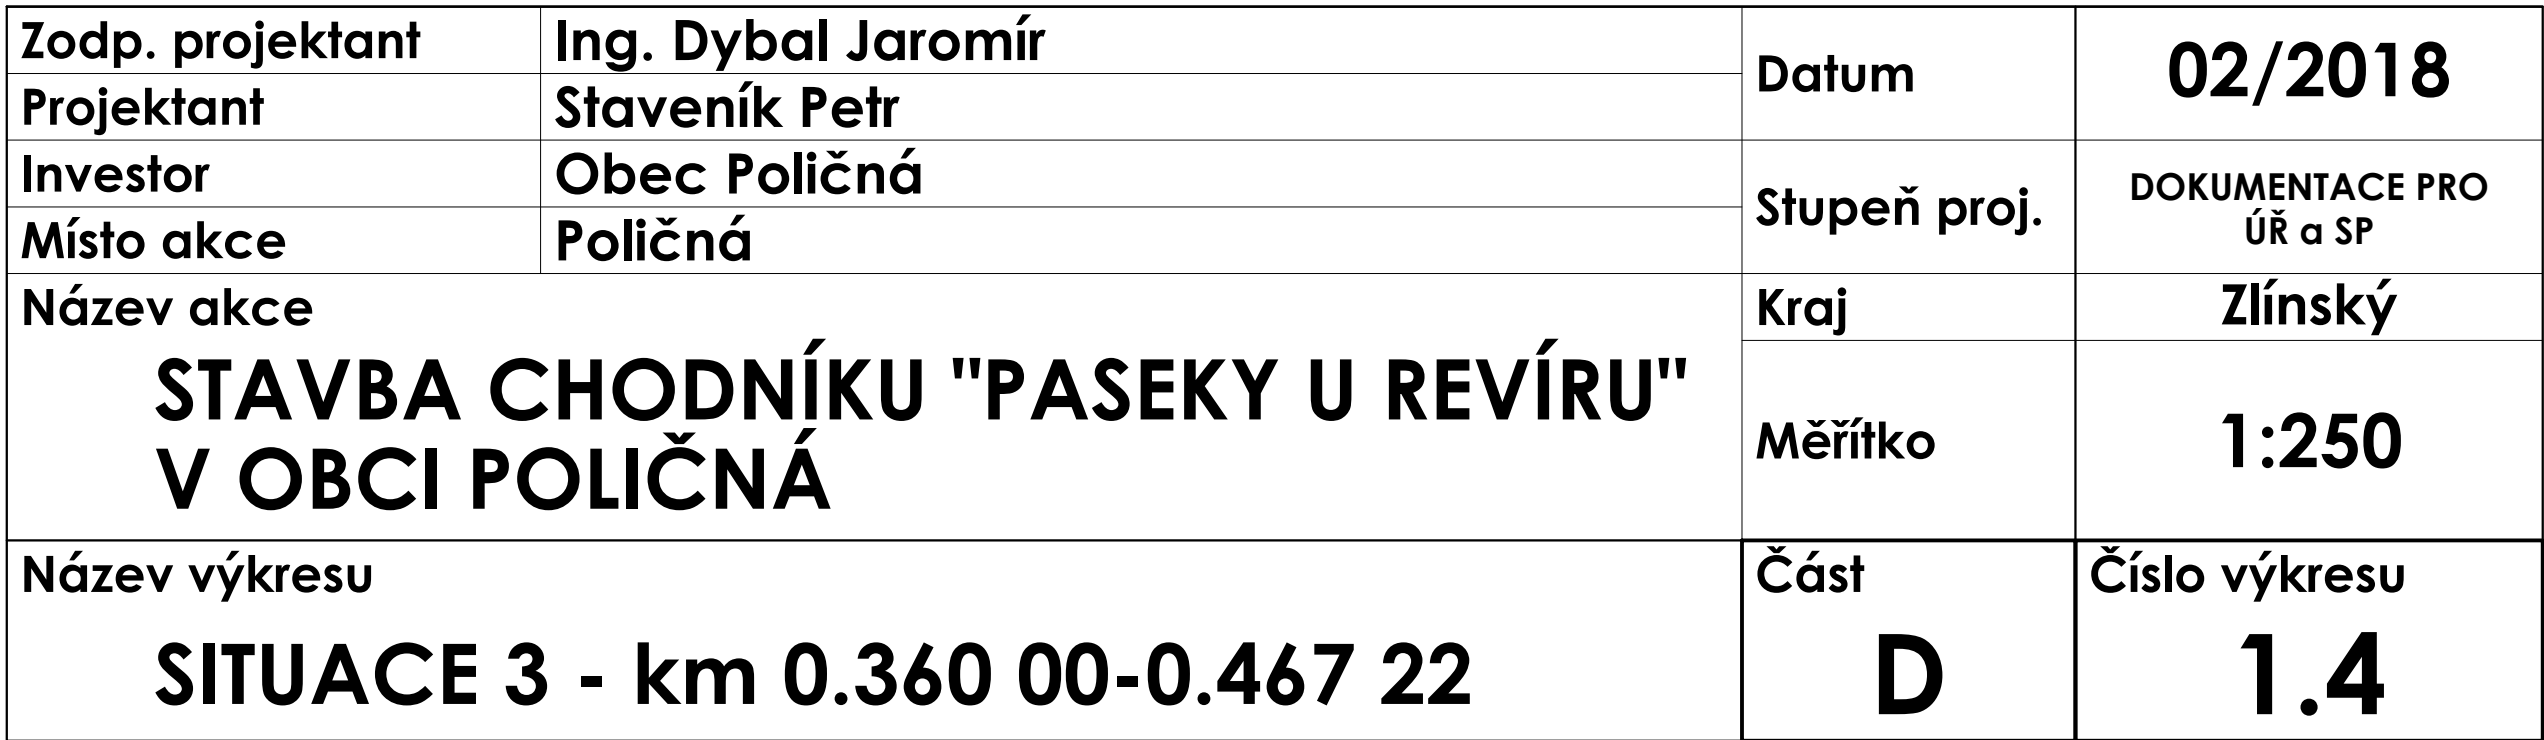 Zodp. projektant Ing. Dybal Jaromír
Projektant Staveník Petr
Datum 02/2018
Investor Obec Poličná
Místo akce Poličná
Stupeň proj. DOKUMENTACE PRO
ÚŘ a SP
Název akce
STAVBA CHODNÍKU "PASEKY U REVÍRU"
V OBCI POLIČNÁ
Kraj Zlínský
Měřítko 1:250
Název výkresu
SITUACE 3 - km 0.360 00-0.467 22
Část
D
Číslo výkresu
1.4